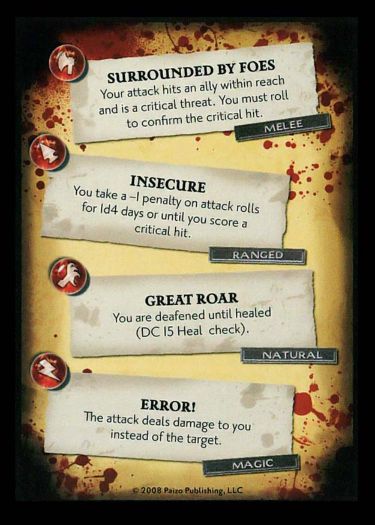 SURROUNDED BY FOES
Your attack hits an ally within reach
and is a critical threat. You must roll
to confirm the critical hit.
MELEE
INSECURE
You take a –1 penalty on attack rolls
for 1d4 days or until you score a
critical hit.
RANGED
GREAT ROAR
You are deafened until healed
(DC 15 Heal check).
NATURAL
ERROR!
The attack deals damage to you
instead of the target.
MAGIC
© 2008 Paizo Publishing, LLC